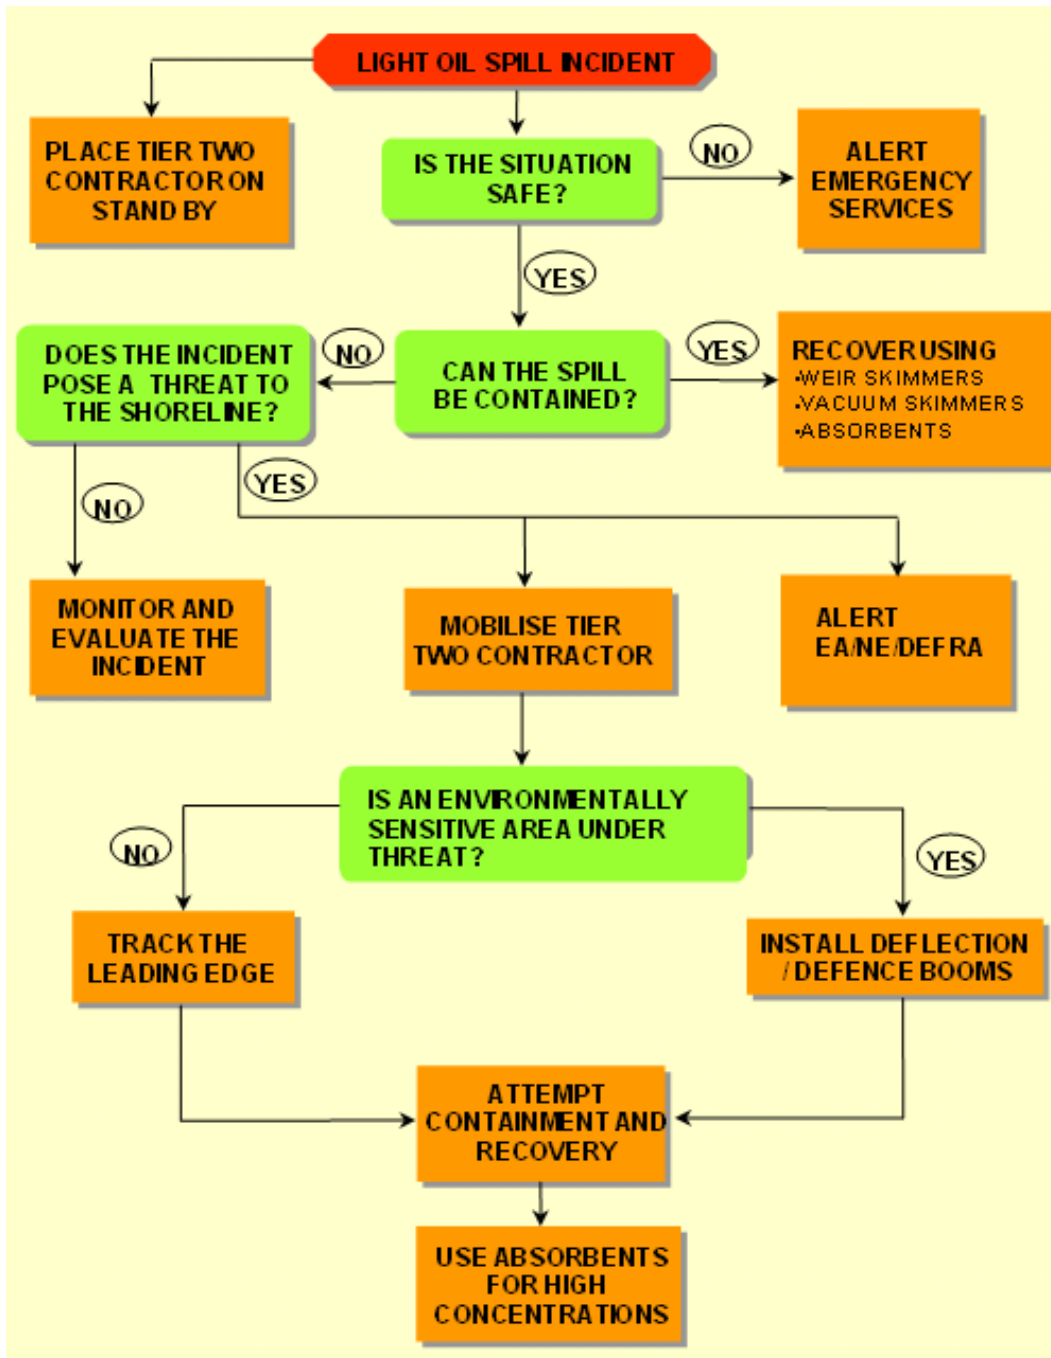 LIGHT OIL SPILL INCIDENT
PLACE TIER TWO
CONTRACTOR ON
STAND BY
IS THE SITUATION
SAFE?
NO
ALERT
EMERGENCY
SERVICES
YES
DOES THE INCIDENT
POSE A THREAT TO
THE SHORELINE?
NO
CAN THE SPILL
BE CONTAINED?
YES
RECOVER USING
•WEIR SKIMMERS
•VACUUM SKIMMERS
•ABSORBENTS
NO
YES
MONITOR AND
EVALUATE THE
INCIDENT
MOBILISE TIER
TWO CONTRACTOR
ALERT
EA/NE/DEFRA
IS AN ENVIRONMENTALLY
SENSITIVE AREA UNDER
THREAT?
NO
YES
TRACK THE
LEADING EDGE
INSTALL DEFLECTION
/ DEFENCE BOOMS
ATTEMPT
CONTAINMENT AND
RECOVERY
USE ABSORBENTS
FOR HIGH
CONCENTRATIONS